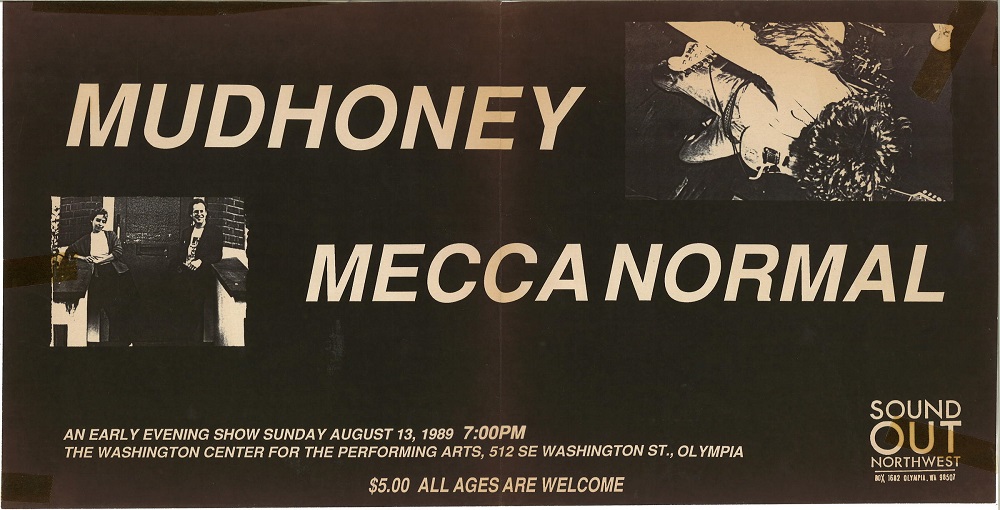 MUDHONEY
MECCA NORMAL
AN EARLY EVENING SHOW SUNDAY AUGUST 13, 1989 7:00PM
THE WASHINGTON CENTER FOR THE PERFORMING ARTS, 512 SE WASHINGTON ST., OLYMPIA
$5.00 ALL AGES ARE WELCOME
SOUND
OUT
NORTHWEST
BOX 1682 OLYMPIA, WA 98507